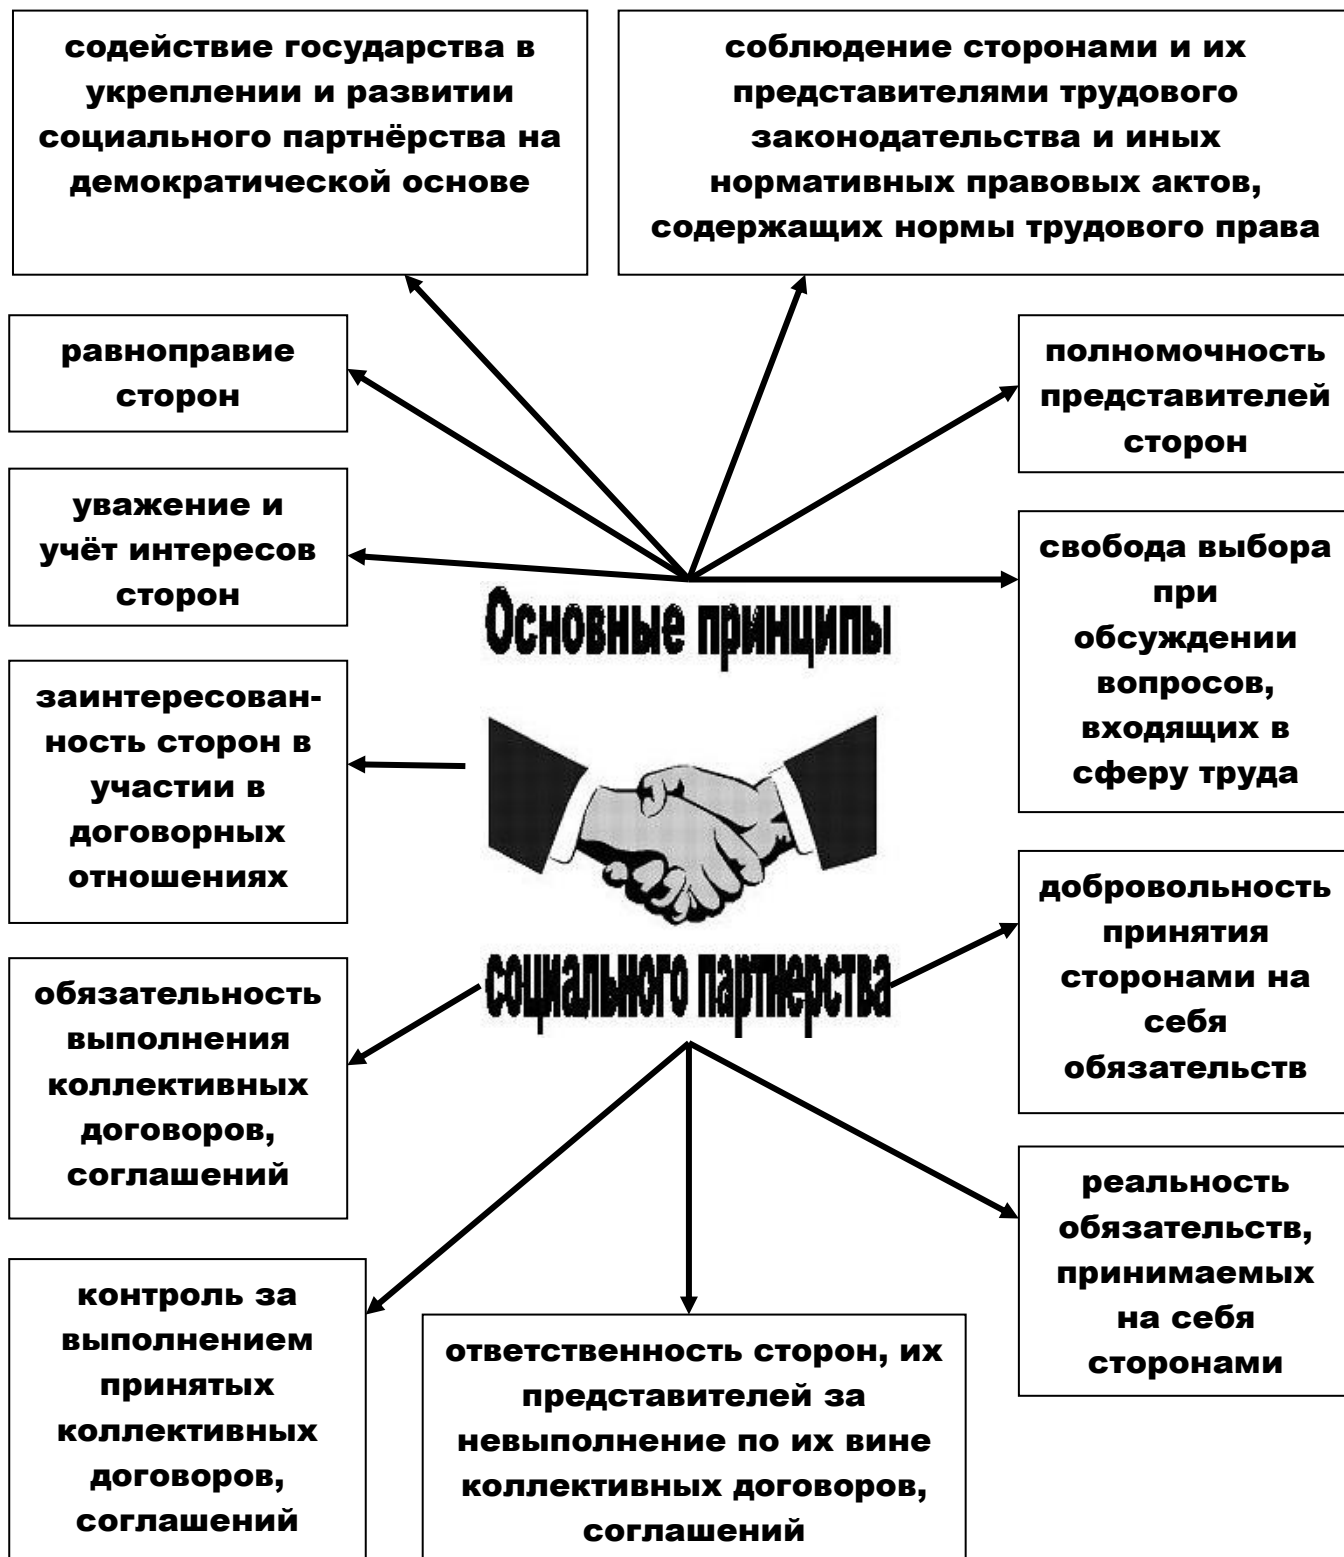 содействие государства в
укреплении и развитии
социального партнёрства на
демократической основе
соблюдение сторонами и их
представителями трудового
законодательства и иных
нормативных правовых актов,
содержащих нормы трудового права
равноправие
сторон
полномочность
представителей
сторон
уважение и
учёт интересов
сторон
свобода выбора
при
обсуждении
вопросов,
входящих в
сферу труда
Основные принципы
социального партнерства
заинтересован-
ность сторон в
участии в
договорных
отношениях
добровольность
принятия
сторонами на
себя
обязательств
обязательность
выполнения
коллективных
договоров,
соглашений
реальность
обязательств,
принимаемых
на себя
сторонами
контроль за
выполнением
принятых
коллективных
договоров,
соглашений
ответственность сторон, их
представителей за
невыполнение по их вине
коллективных договоров,
соглашений